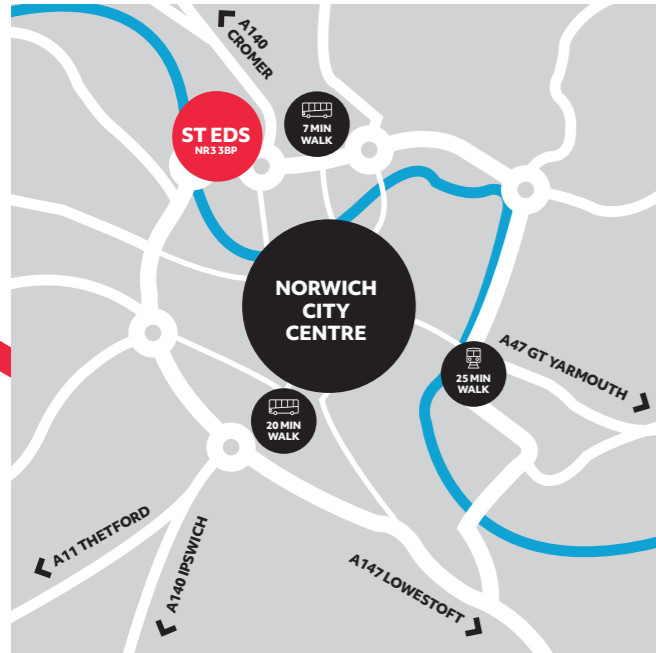 A140
CROMER
ST EDS
NR3 3BP
7 MIN
WALK
NORWICH
CITY
CENTRE
A47 GT YARMOUTH
25 MIN
WALK
20 MIN
WALK
A11 THETFORD
A140 IPSWICH
A147 LOWESTOFT